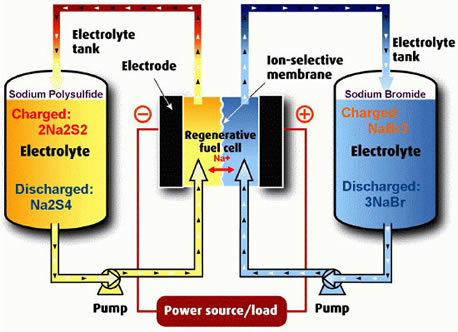 Electrolyte
tank
Sodium Polysulfide
Charged:
2Na2S2
Electrolyte
Discharged:
Na2S4
Pump
Electrode
Ion-selective
membrane
−
+
Regenerative
fuel cell
Na+
Power source/load
Electrolyte
tank
Sodium Bromide
Charged:
NaBr3
Electrolyte
Discharged:
3NaBr
Pump